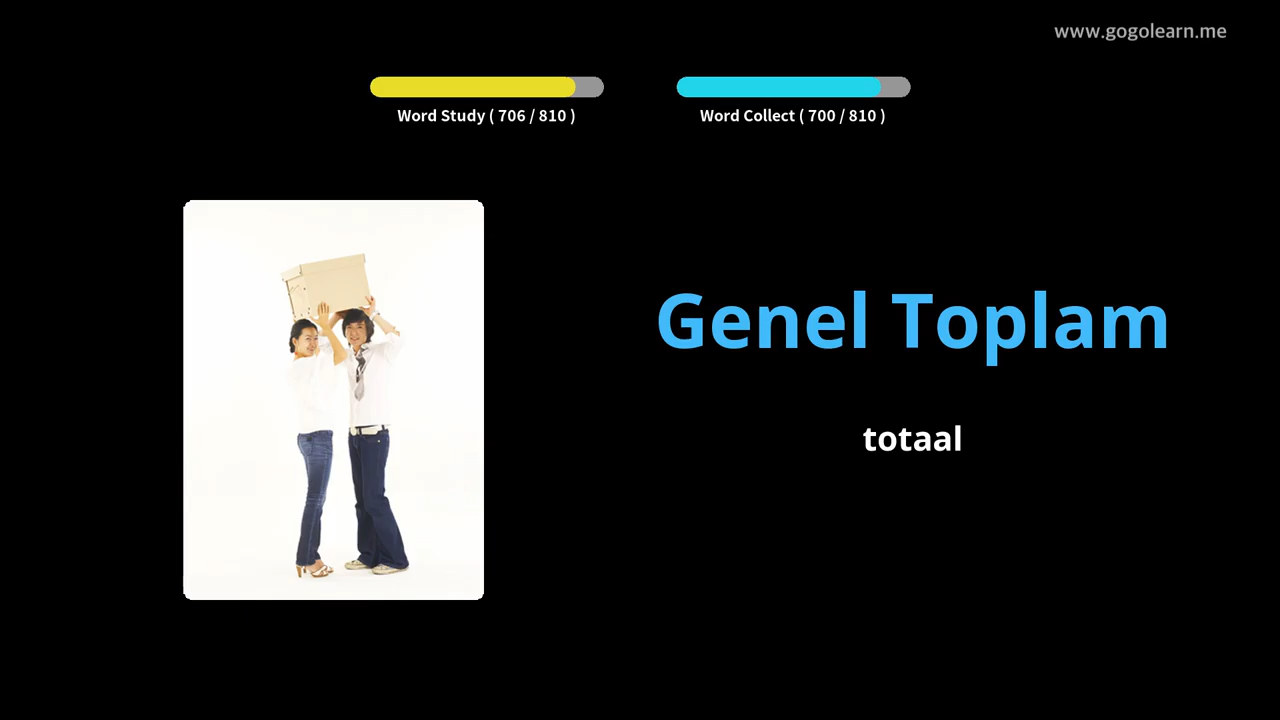 www.gogolearn.me
Word Study ( 706 / 810 )
Word Collect ( 700 / 810 )
Genel Toplam
totaal